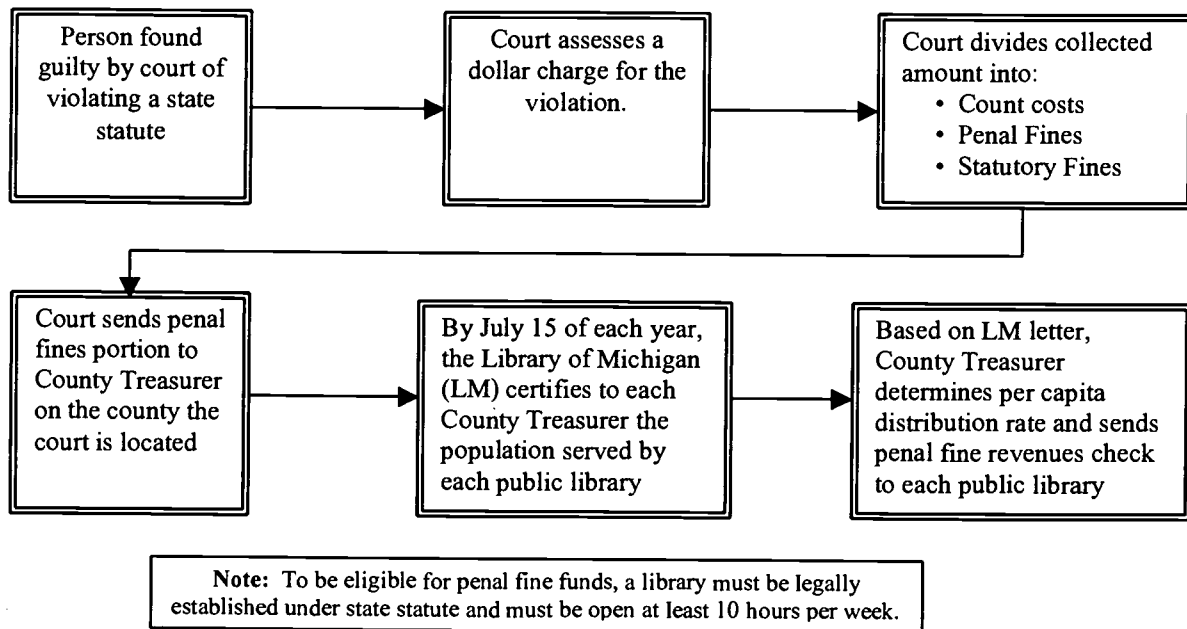 Person found
guilty by court of
violating a state
statute
Court assesses a
dollar charge for the
violation.
Court divides collected
amount into:
• Count costs
• Penal Fines
• Statutory Fines
Court sends penal
fines portion to
County Treasurer
on the county the
court is located
By July 15 of each year,
the Library of Michigan
(LM) certifies to each
County Treasurer the
population served by
each public library
Based on LM letter,
County Treasurer
determines per capita
distribution rate and sends
penal fine revenues check
to each public library
Note: To be eligible for penal fine funds, a library must be legally
established under state statute and must be open at least 10 hours per week.